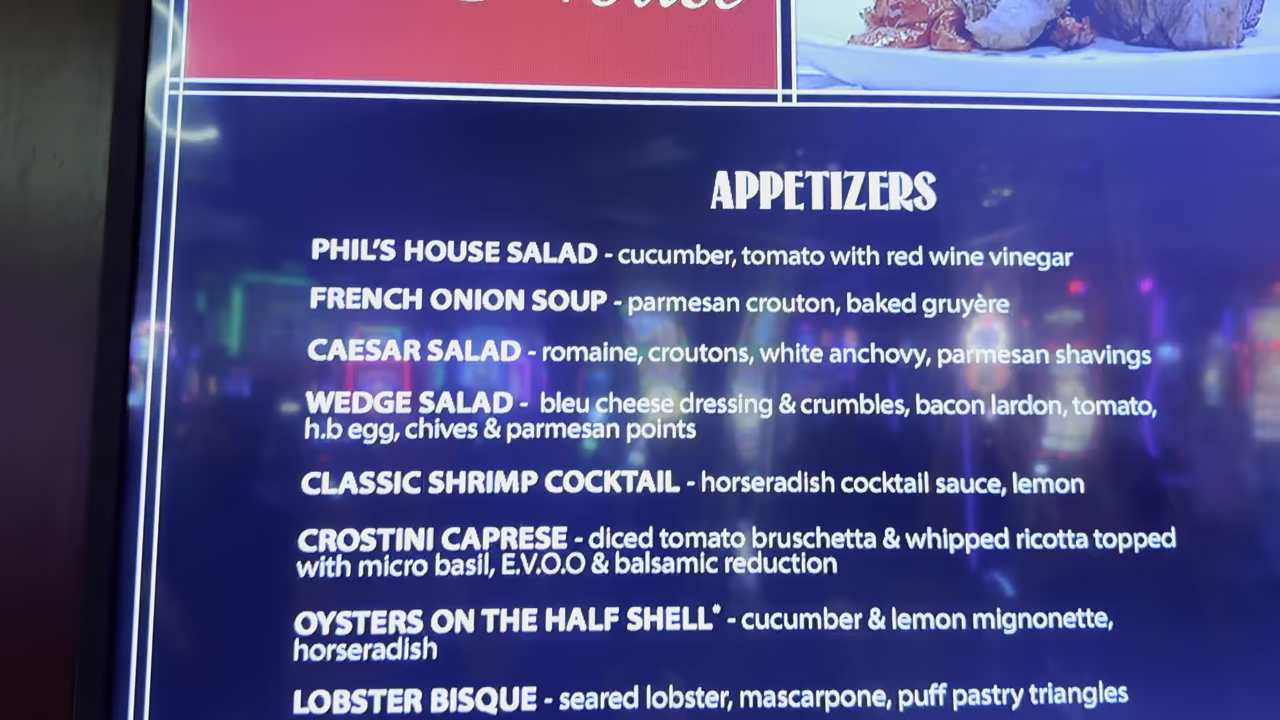 House
APPETIZERS
PHIL'S HOUSE SALAD - cucumber, tomato with red wine vinegar
FRENCH ONION SOUP - parmesan crouton, baked gruyère
CAESAR SALAD - romaine, croutons, white anchovy, parmesan shavings
WEDGE SALAD - bleu cheese dressing & crumbles, bacon lardon, tomato,
h.b egg, chives & parmesan points
CLASSIC SHRIMP COCKTAIL - horseradish cocktail sauce, lemon
CROSTINI CAPRESE - diced tomato bruschetta & whipped ricotta topped
with micro basil, E.V.O.O & balsamic reduction
OYSTERS ON THE HALF SHELL* - cucumber & lemon mignonette,
horseradish
LOBSTER BISQUE - seared lobster, mascarpone, puff pastry triangles